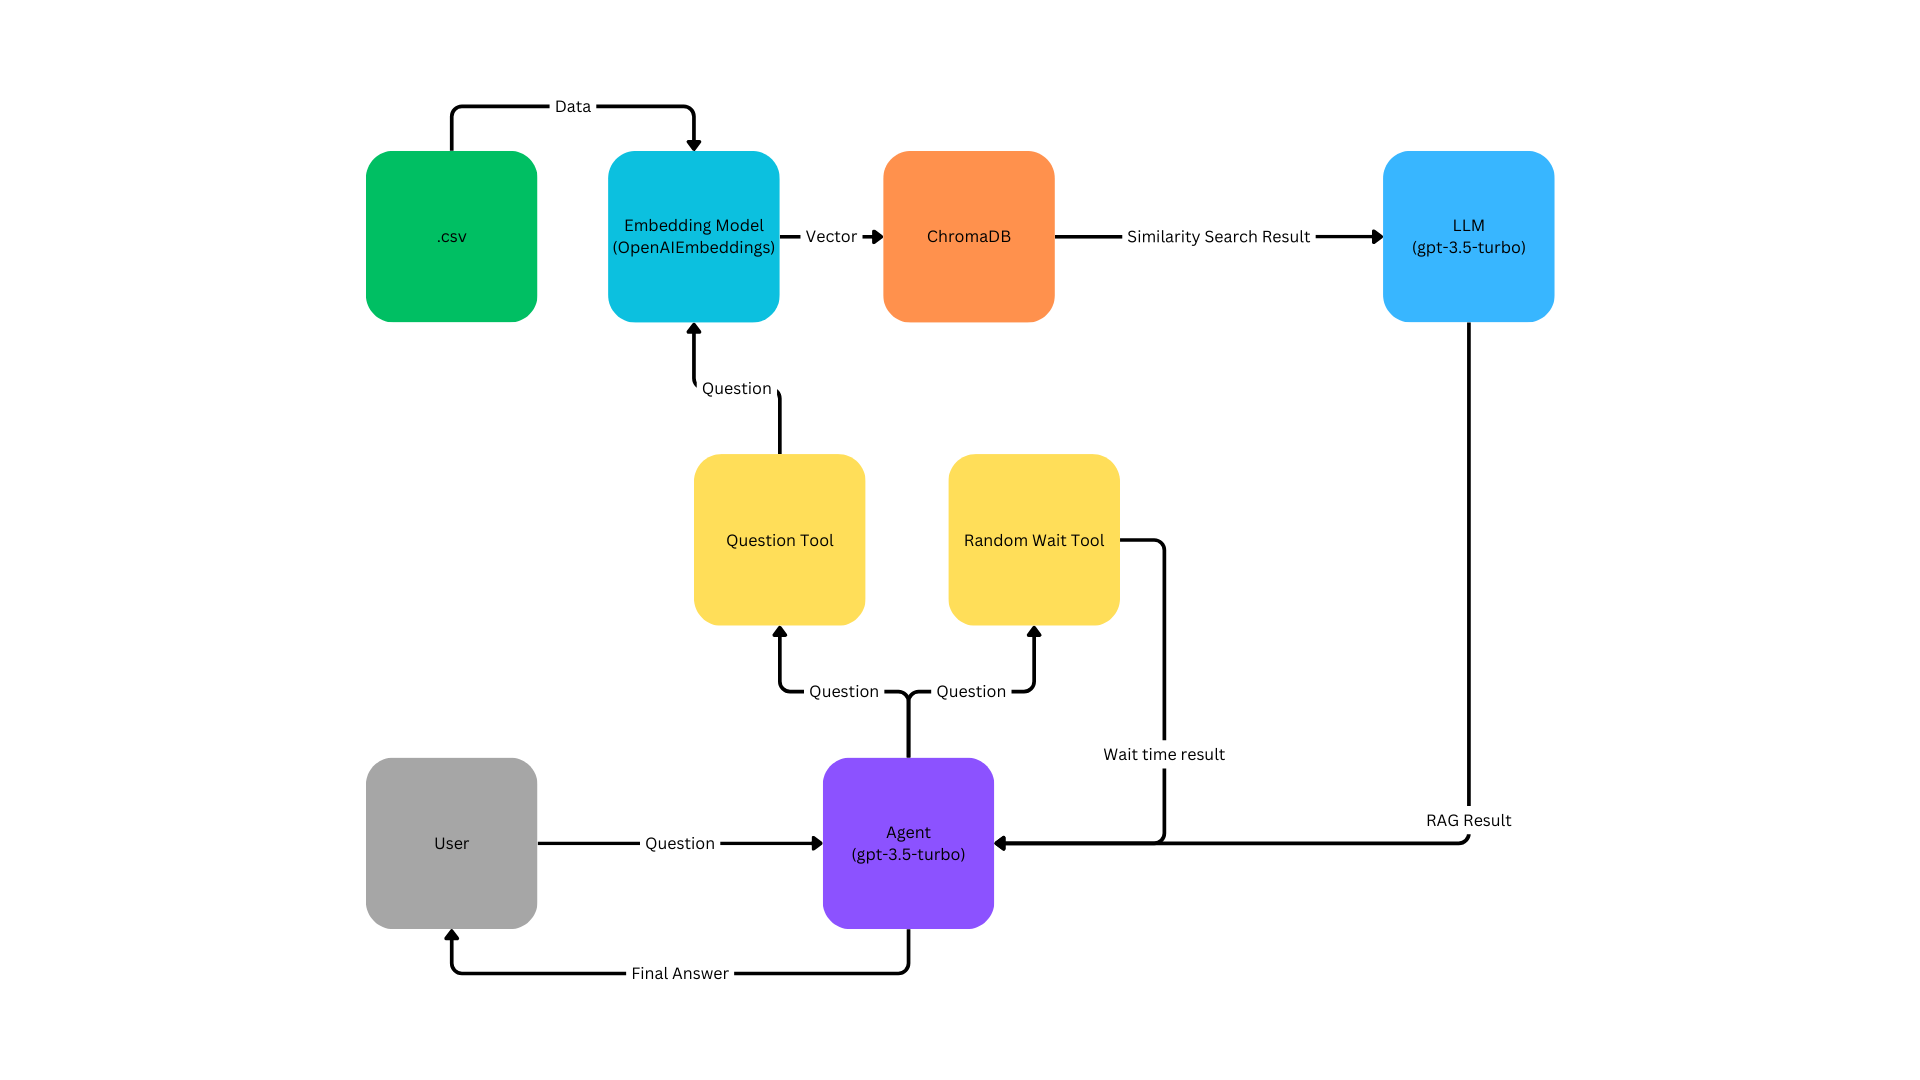 Data
.csv
Embedding Model
(OpenAIEmbeddings)
Vector
ChromaDB
Similarity Search Result
LLM
(gpt-3.5-turbo)
Question
Question Tool
Random Wait Tool
Question
Question
Wait time result
RAG Result
User
Question
Agent
(gpt-3.5-turbo)
Final Answer